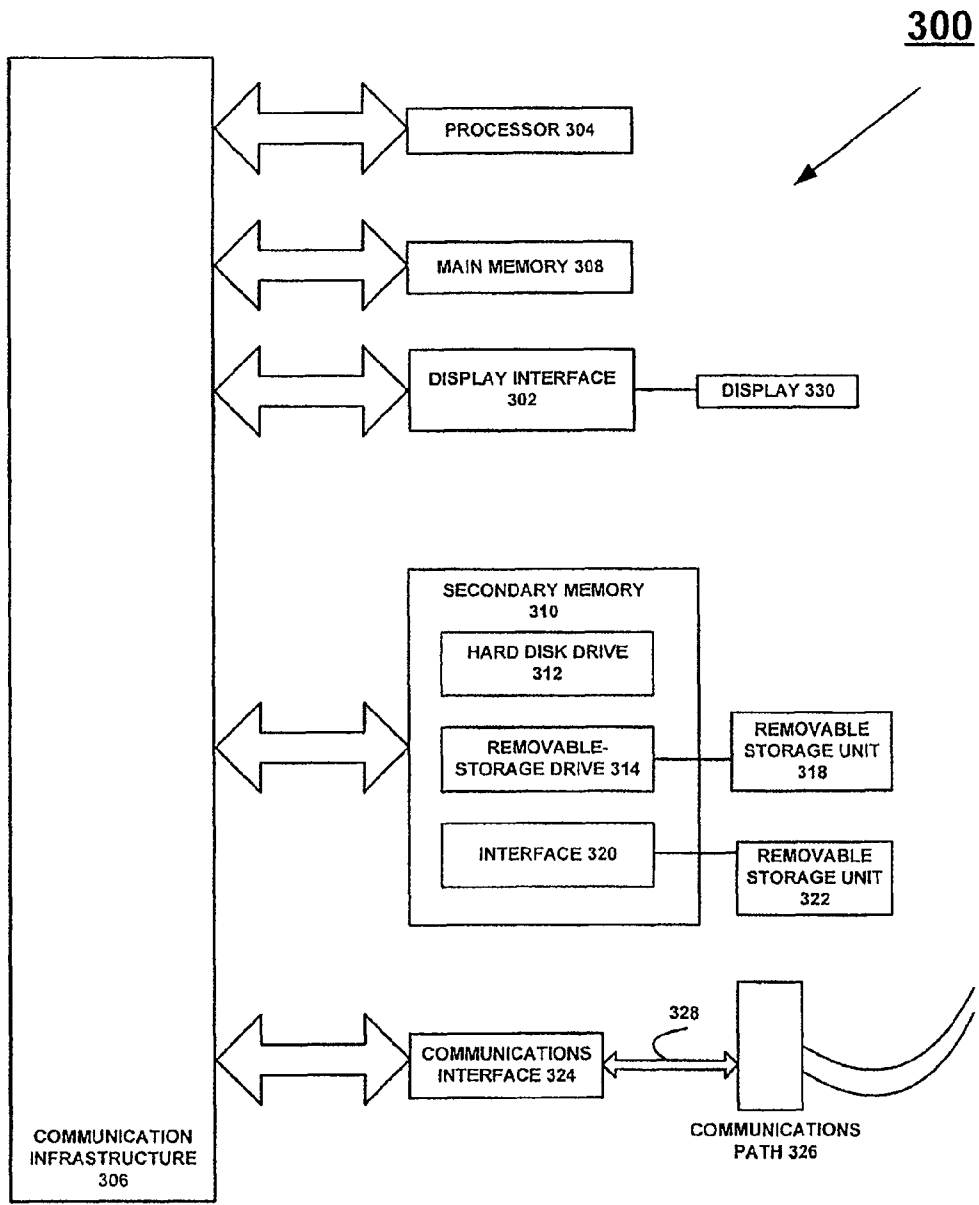 300
PROCESSOR 304
MAIN MEMORY 308
DISPLAY INTERFACE
302
DISPLAY 330
SECONDARY MEMORY
310
HARD DISK DRIVE
312
REMOVABLE-
STORAGE DRIVE 314
REMOVABLE
STORAGE UNIT
318
INTERFACE 320
REMOVABLE
STORAGE UNIT
322
328
COMMUNICATIONS
INTERFACE 324
COMMUNICATIONS
PATH 326
COMMUNICATION
INFRASTRUCTURE
306